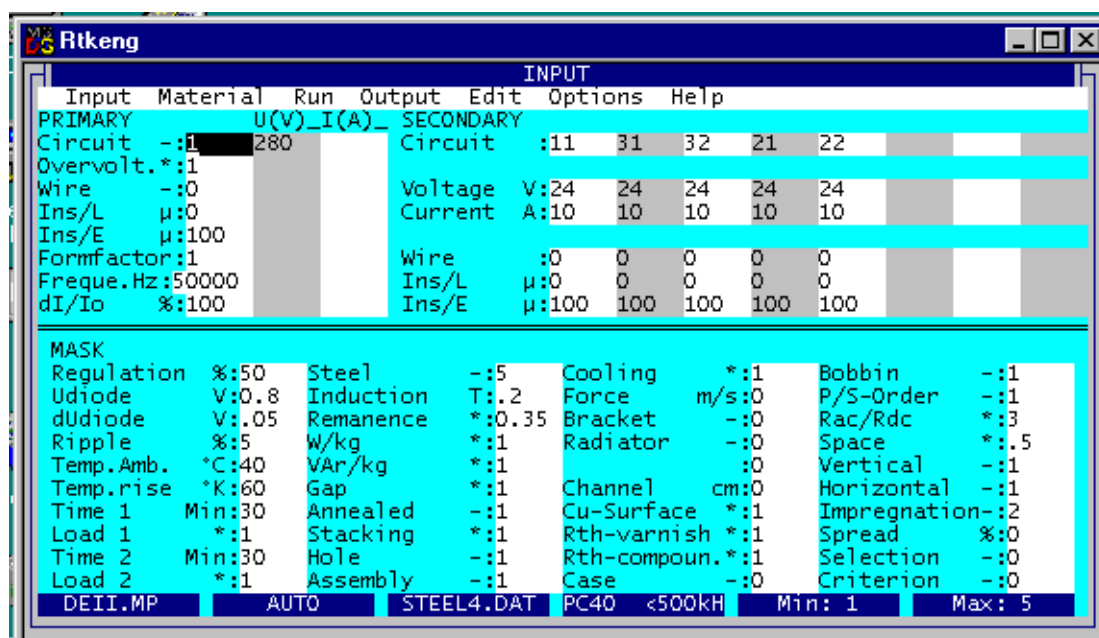 Rtkeng
INPUT
Input Material Run Output Edit Options Help
PRIMARY U(V)_I(A)_ SECONDARY
Circuit -:1 280 Circuit :11 31 32 21 22
Overvolt.*:1
Wire -:0 Voltage V:24 24 24 24 24
Ins/L µ:0 Current A:10 10 10 10 10
Ins/E µ:100
Formfactor:1 Wire :0 0 0 0 0
Freque.Hz:50000 Ins/L µ:0 0 0 0 0
dI/Io %:100 Ins/E µ:100 100 100 100 100
MASK
Regulation %:50 Steel -:5 Cooling *:1 Bobbin -:1
Udiode V:0.8 Induction T:.2 Force m/s:0 P/S-Order -:1
dUdiode V:.05 Remanence *:0.35 Bracket -:0 Rac/Rdc *:3
Ripple %:5 W/kg *:1 Radiator -:0 Space *:.5
Temp.Amb. °C:40 VAr/kg *:1 :0 Vertical -:1
Temp.rise °K:60 Gap *:1 Channel cm:0 Horizontal -:1
Time 1 Min:30 Annealed -:1 Cu-Surface *:1 Impregnation-:2
Load 1 *:1 Stacking *:1 Rth-varnish *:1 Spread %:0
Time 2 Min:30 Hole -:1 Rth-compoun.*:1 Selection -:0
Load 2 *:1 Assembly -:1 Case -:0 Criterion -:0
DEII.MP AUTO STEEL4.DAT PC40 <500kH Min: 1 Max: 5